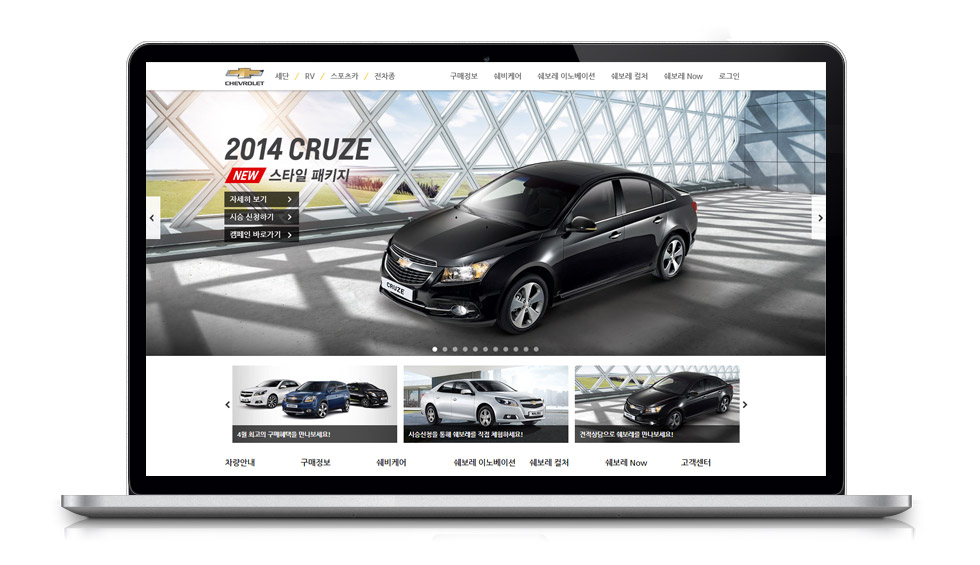 CHEVROLET
세단 / RV / 스포츠카 / 전차종
구매정보 쉐비케어 쉐보레 이노베이션 쉐보레 컬처 쉐보레 Now 로그인
2014 CRUZE
NEW 스타일 패키지
자세히 보기
시승 신청하기
캠페인 바로가기
CRUZE
4월 최고의 구매혜택을 만나보세요!
시승신청을 통해 쉐보레를 직접 체험하세요!
견적상담으로 쉐보레를 만나보세요!
차량안내 구매정보 쉐비케어 쉐보레 이노베이션 쉐보레 컬처 쉐보레 Now 고객센터